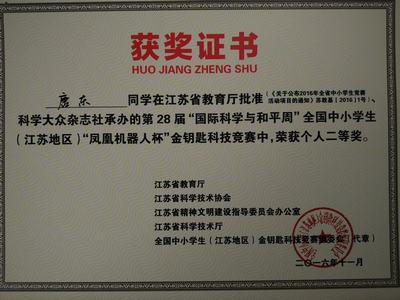 获奖证书
HUO JIANG ZHENG SHU
唐东 同学在江苏省教育厅批准(《关于公布2016年全省中小学生竞赛活动项目的通知》苏教基〔2016〕1号)、
科学大众杂志社承办的第28届“国际科学与和平周”全国中小学生
(江苏地区)“凤凰机器人杯”金钥匙科技竞赛中,荣获个人二等奖。
江苏省教育厅
江苏省科学技术协会
江苏省精神文明建设指导委员会办公室
江苏省科学技术厅
全国中小学生(江苏地区)金钥匙科技竞赛组委会(代章)
二〇一六年十一月